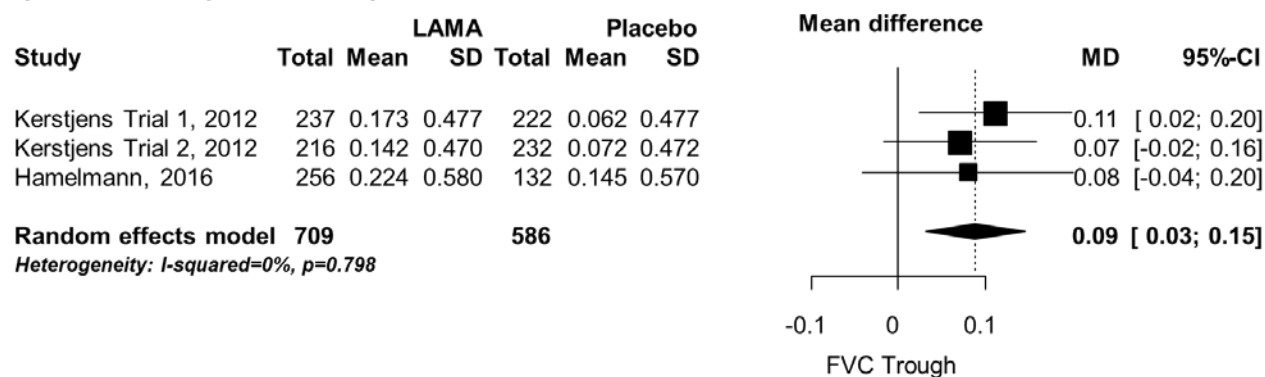 LAMA Placebo Mean difference
Study Total Mean SD Total Mean SD MD 95%-CI
Kerstjens Trial 1, 2012 237 0.173 0.477 222 0.062 0.477 0.11 [ 0.02; 0.20]
Kerstjens Trial 2, 2012 216 0.142 0.470 232 0.072 0.472 0.07 [-0.02; 0.16]
Hamelmann, 2016 256 0.224 0.580 132 0.145 0.570 0.08 [-0.04; 0.20]
Random effects model 709 586 0.09 [ 0.03; 0.15]
Heterogeneity: I-squared=0%, p=0.798
-0.1 0 0.1
FVC Trough